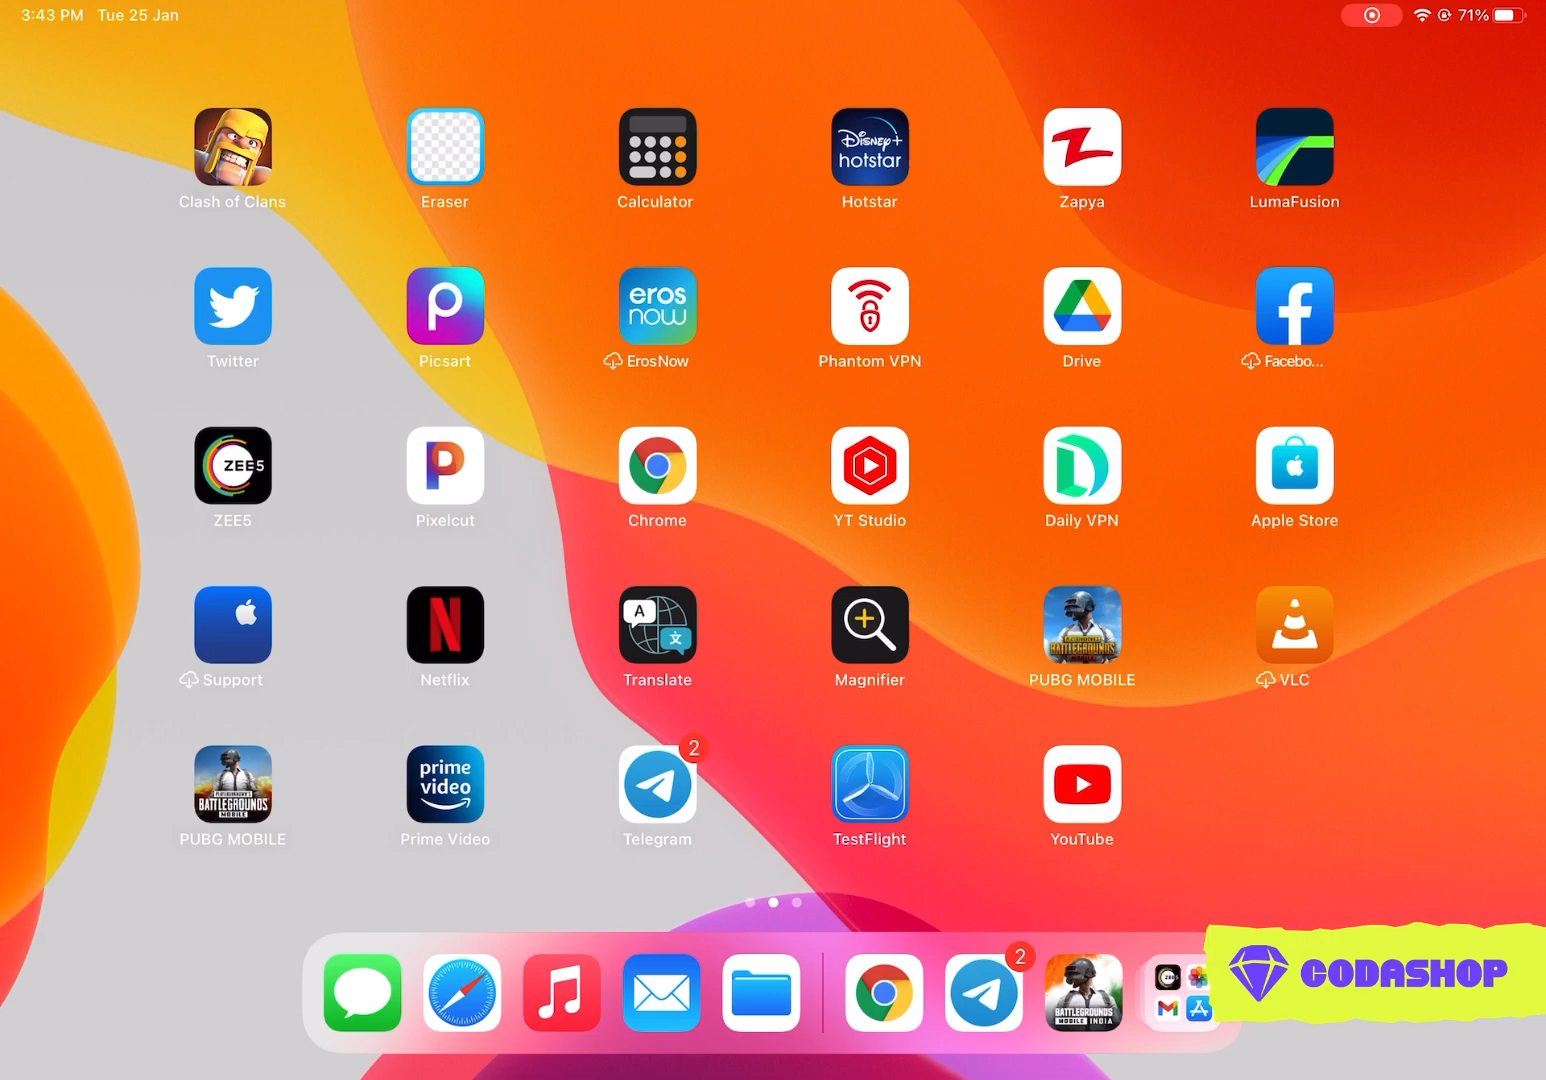 3:43 PM Tue 25 Jan
71%
Disney+
hotstar
Clash of Clans
Eraser
Calculator
Hotstar
Zapya
LumaFusion
eros
now
Twitter
Picsart
ErosNow
Phantom VPN
Drive
Facebo...
ZEE5
ZEE5
Pixelcut
Chrome
YT Studio
Daily VPN
Apple Store
A
文
BATTLEGROUNDS
Support
Netflix
Translate
Magnifier
PUBG MOBILE
VLC
BATTLEGROUNDS
MOBILE
prime
video
2
PUBG MOBILE
Prime Video
Telegram
TestFlight
YouTube
2
BATTLEGROUNDS
MOBILE INDIA
CODASHOP